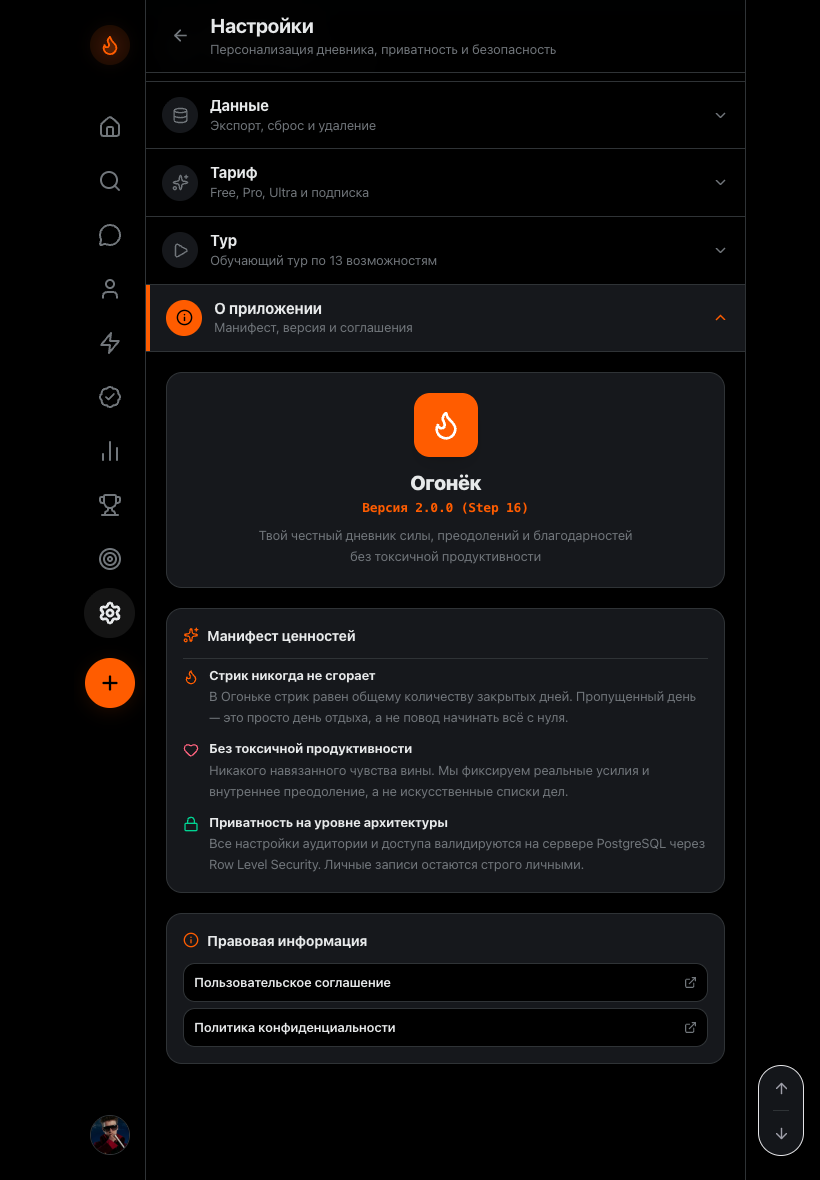 Настройки
Персонализация дневника, приватность и безопасность
Данные
Экспорт, сброс и удаление
Тариф
Free, Pro, Ultra и подписка
Тур
Обучающий тур по 13 возможностям
О приложении
Манифест, версия и соглашения
Огонёк
Версия 2.0.0 (Step 16)
Твой честный дневник силы, преодолений и благодарностей
без токсичной продуктивности
Манифест ценностей
Стрик никогда не сгорает
В Огоньке стрик равен общему количеству закрытых дней. Пропущенный день
— это просто день отдыха, а не повод начинать всё с нуля.
Без токсичной продуктивности
Никакого навязанного чувства вины. Мы фиксируем реальные усилия и
внутреннее преодоление, а не искусственные списки дел.
Приватность на уровне архитектуры
Все настройки аудитории и доступа валидируются на сервере PostgreSQL через
Row Level Security. Личные записи остаются строго личными.
Правовая информация
Пользовательское соглашение
Политика конфиденциальности